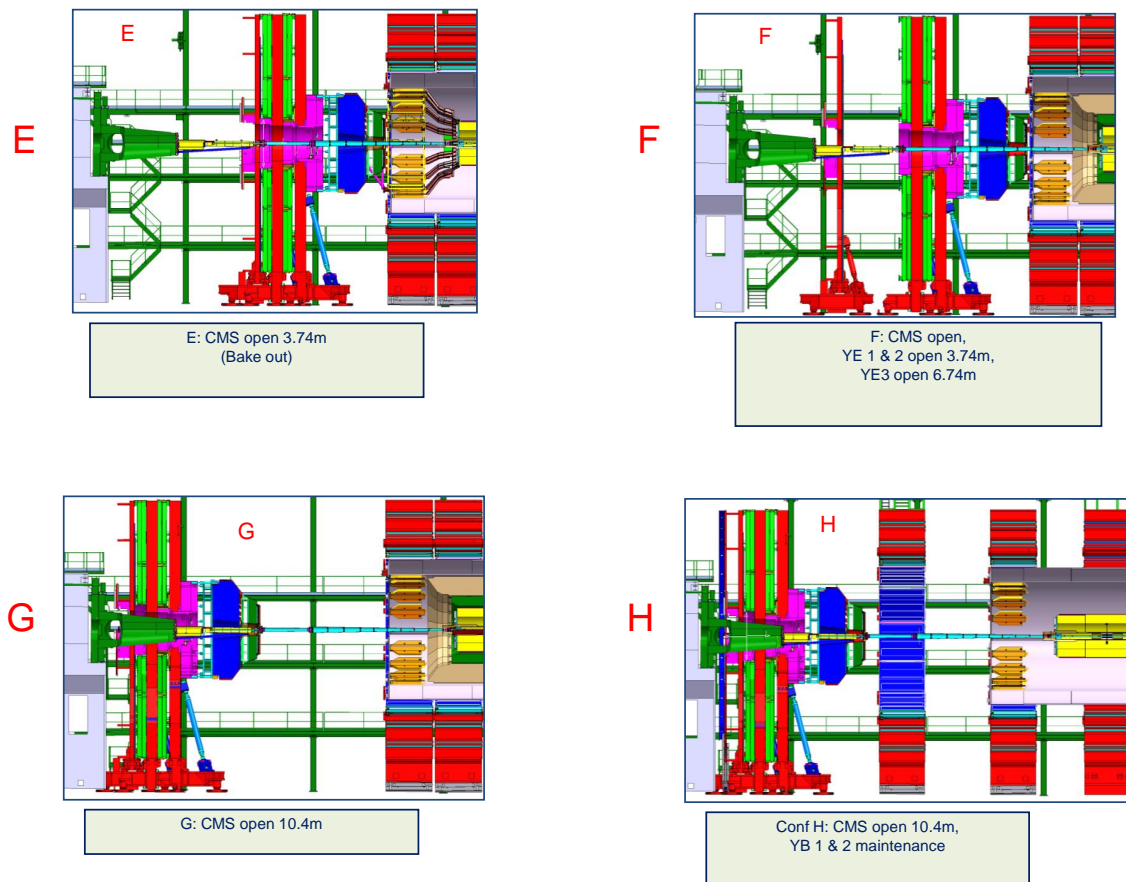 E
E
E: CMS open 3.74m
(Bake out)
F
F
F: CMS open,
YE 1 & 2 open 3.74m,
YE3 open 6.74m
G
G
G: CMS open 10.4m
H
H
Conf H: CMS open 10.4m,
YB 1 & 2 maintenance